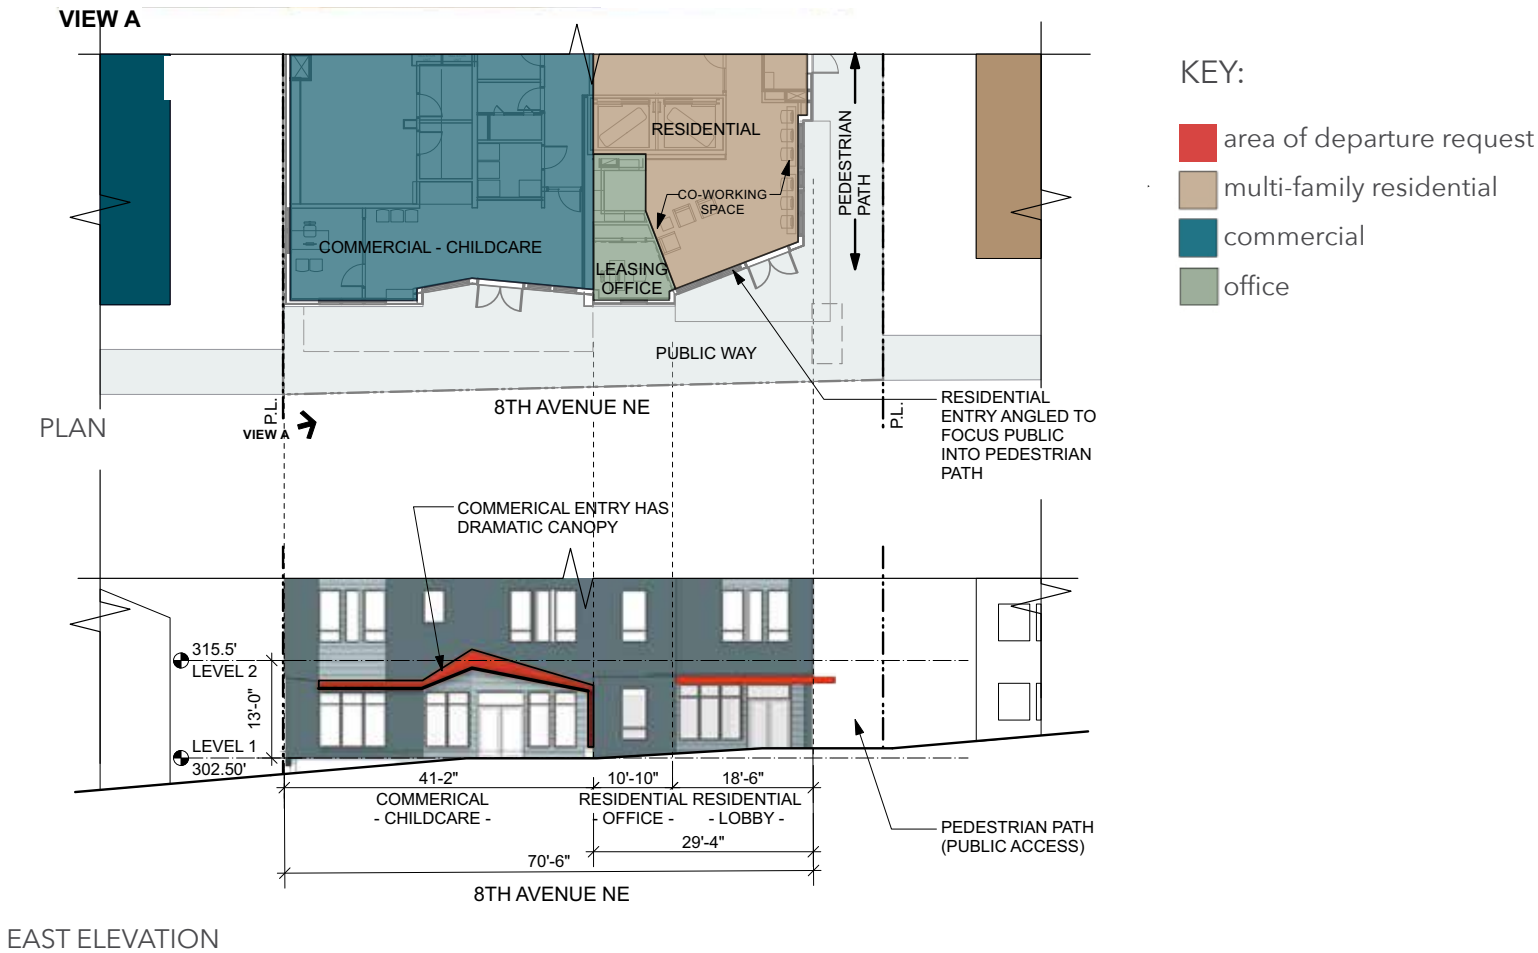 VIEW A
KEY:
area of departure request
multi-family residential
commercial
office
RESIDENTIAL
PEDESTRIAN
PATH
CO-WORKING
SPACE
COMMERCIAL - CHILDCARE
LEASING
OFFICE
PUBLIC WAY
8TH AVENUE NE
P.L.
P.L.
VIEW A
PLAN
RESIDENTIAL
ENTRY ANGLED TO
FOCUS PUBLIC
INTO PEDESTRIAN
PATH
COMMERICAL ENTRY HAS
DRAMATIC CANOPY
315.5'
LEVEL 2
13'-0"
LEVEL 1
302.50'
41-2"
10'-10"
18'-6"
COMMERICAL
- CHILDCARE -
RESIDENTIAL
- OFFICE -
RESIDENTIAL
- LOBBY -
29'-4"
70'-6"
8TH AVENUE NE
PEDESTRIAN PATH
(PUBLIC ACCESS)
EAST ELEVATION